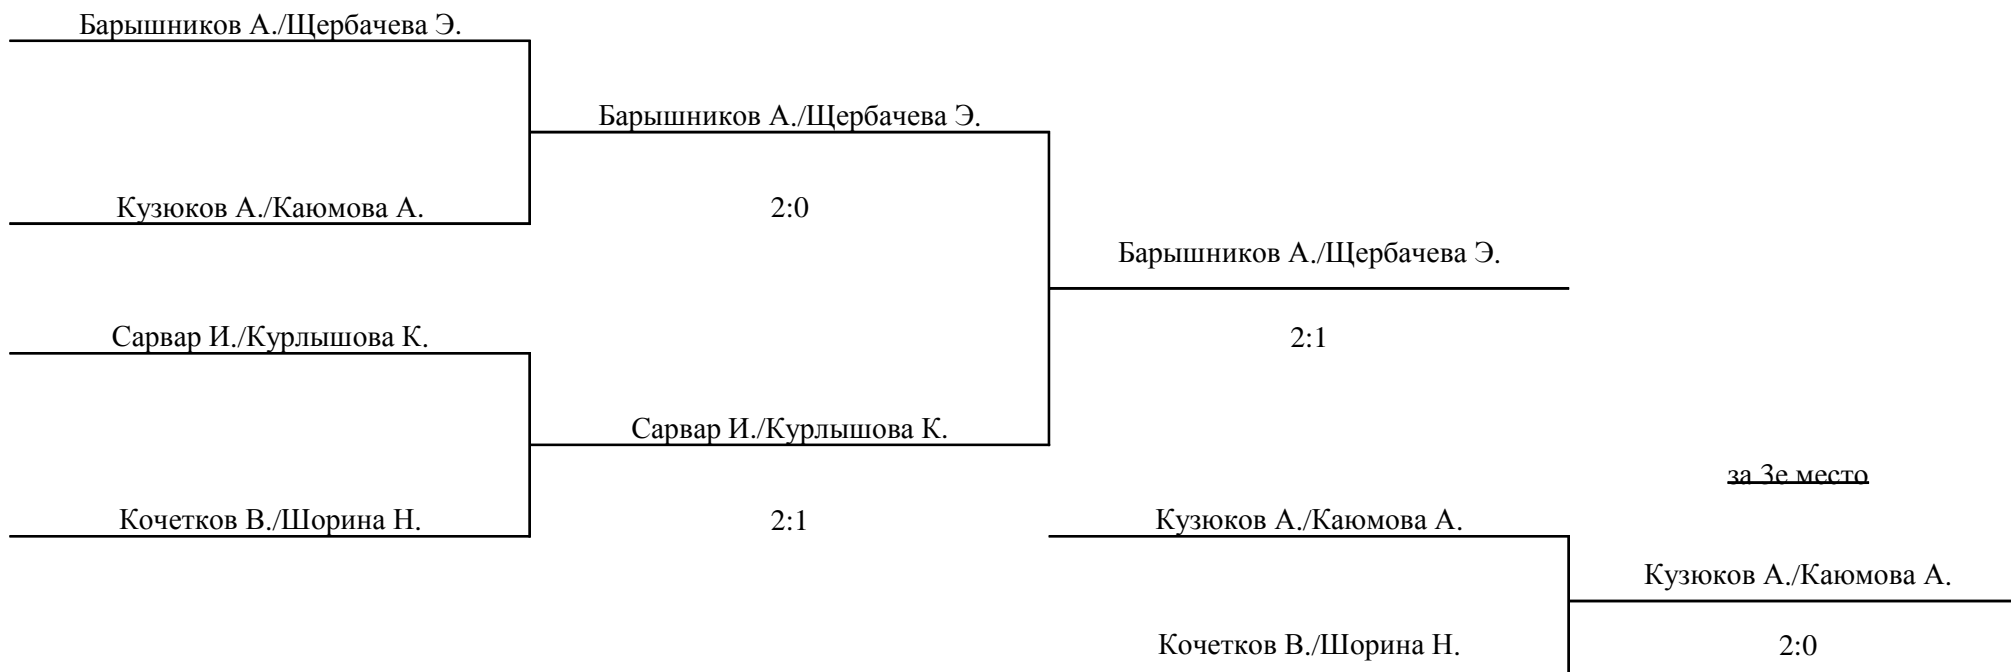 Барышников А./Щербачева Э.
Барышников А./Щербачева Э.
Кузюков А./Каюмова А.
2:0
Барышников А./Щербачева Э.
Сарвар И./Курлышова К.
2:1
Сарвар И./Курлышова К.
за 3е место
Кочетков В./Шорина Н.
2:1
Кузюков А./Каюмова А.
Кузюков А./Каюмова А.
Кочетков В./Шорина Н.
2:0